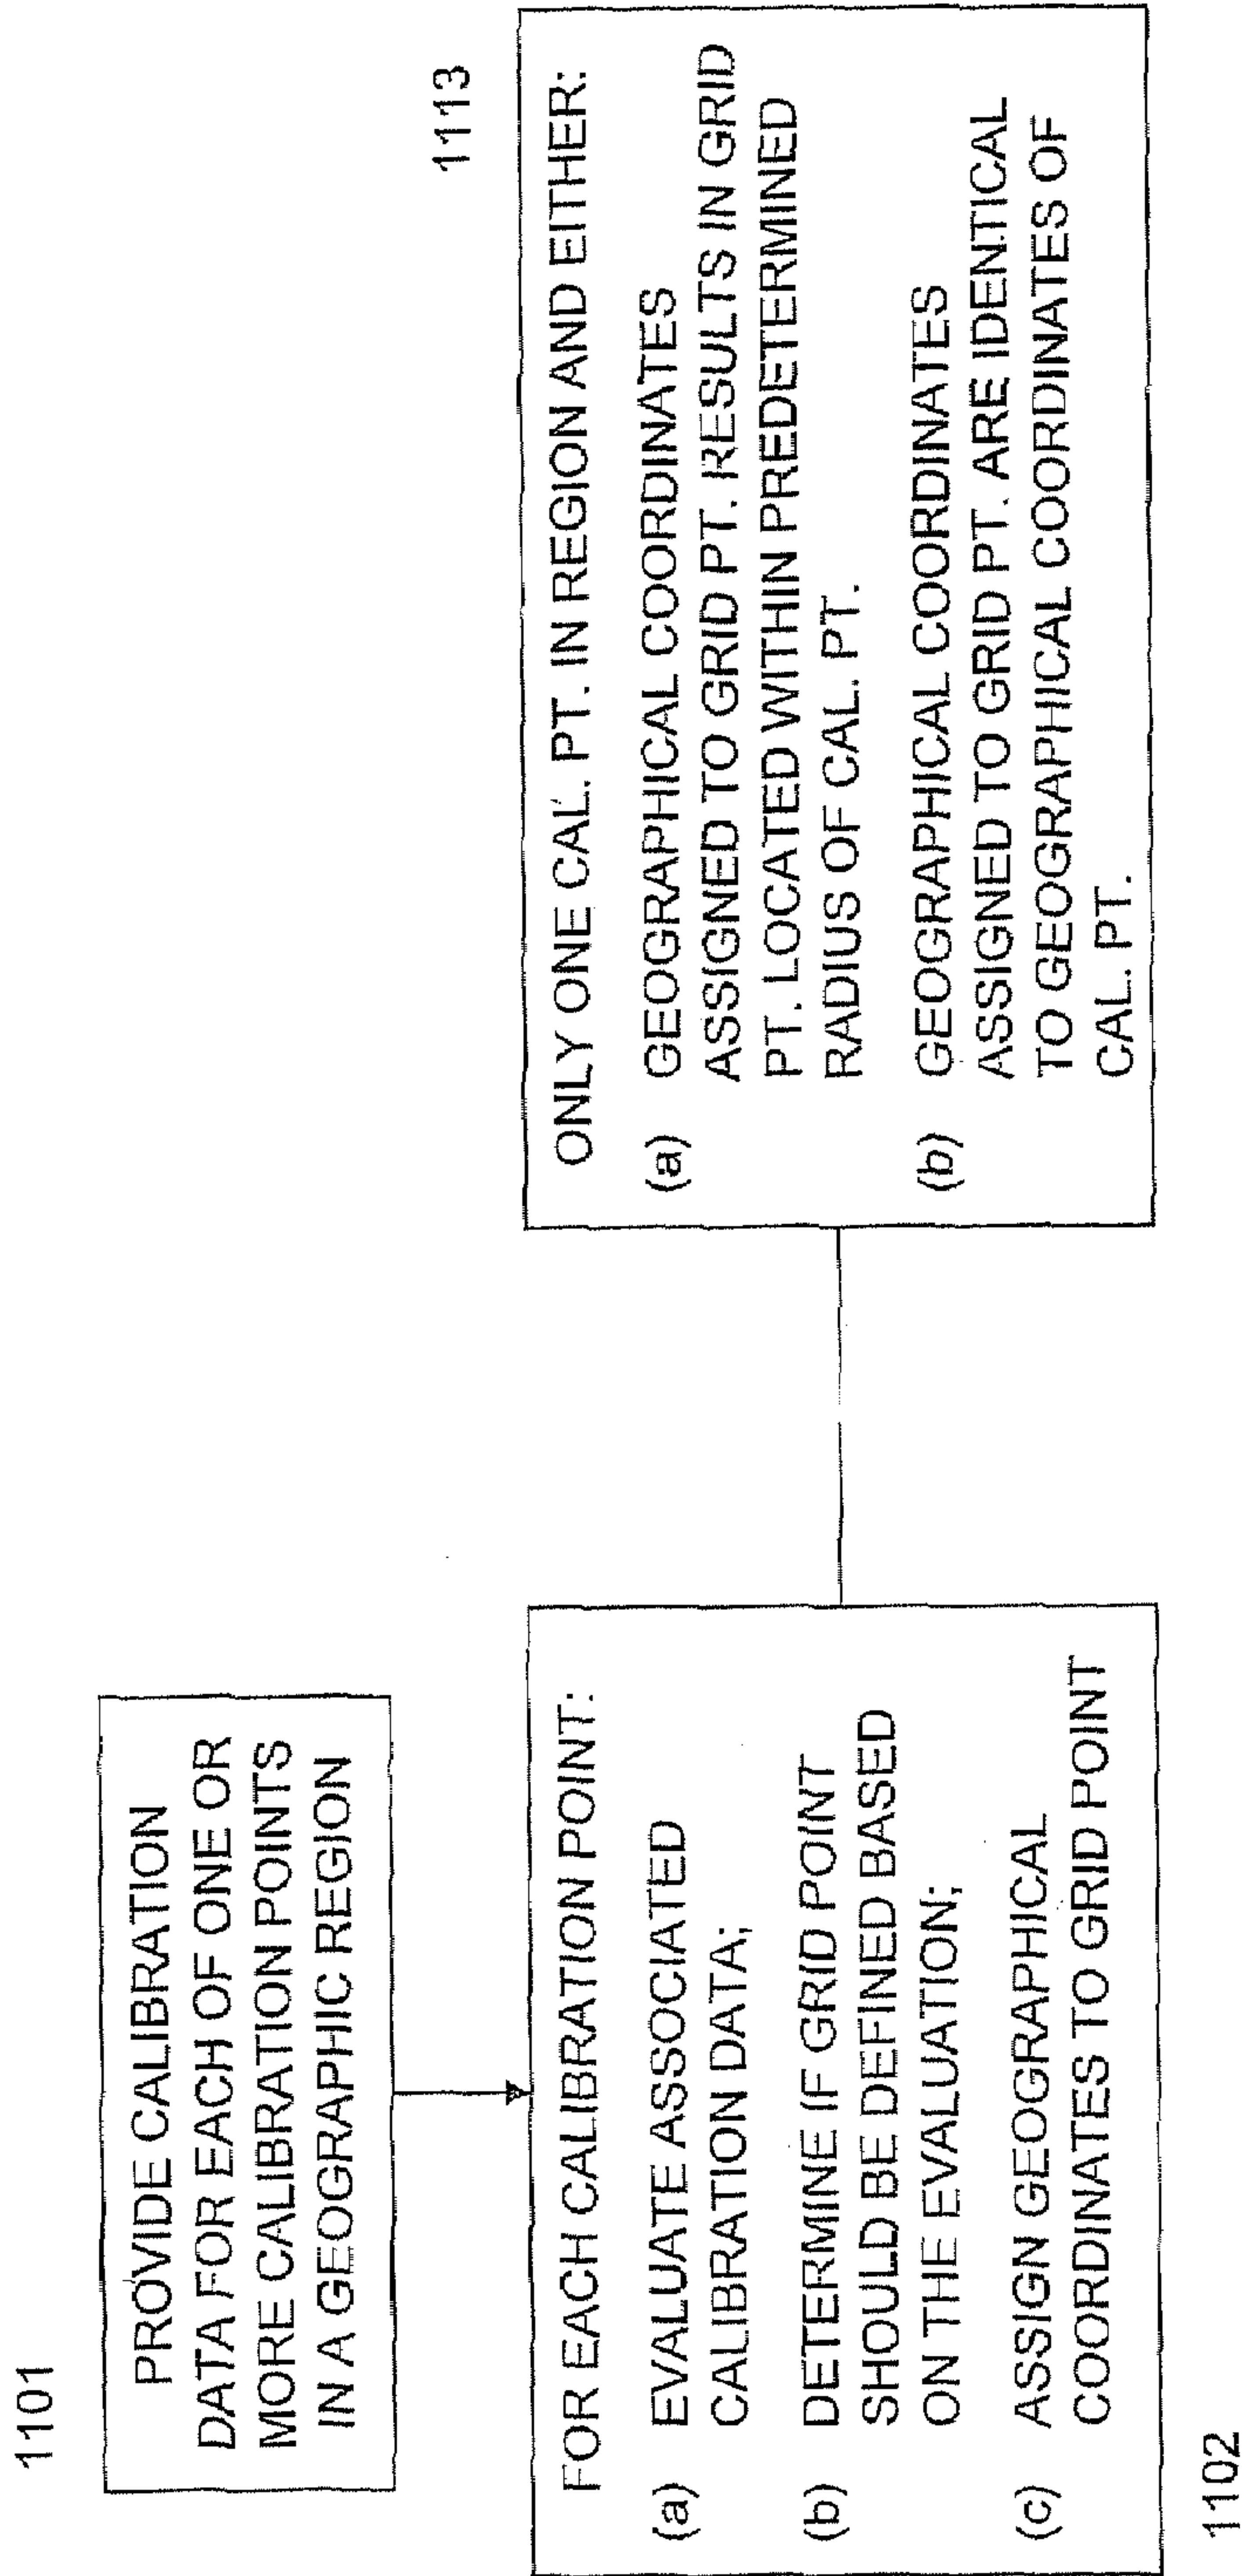 1101
PROVIDE CALIBRATION
DATA FOR EACH OF ONE OR
MORE CALIBRATION POINTS
IN A GEOGRAPHIC REGION
FOR EACH CALIBRATION POINT:
(a) EVALUATE ASSOCIATED
CALIBRATION DATA;
(b) DETERMINE IF GRID POINT
SHOULD BE DEFINED BASED
ON THE EVALUATION;
(c) ASSIGN GEOGRAPHICAL
COORDINATES TO GRID POINT
1102
1113
ONLY ONE CAL. PT. IN REGION AND EITHER:
(a) GEOGRAPHICAL COORDINATES
ASSIGNED TO GRID PT. RESULTS IN GRID
PT. LOCATED WITHIN PREDETERMINED
RADIUS OF CAL. PT.
(b) GEOGRAPHICAL COORDINATES
ASSIGNED TO GRID PT. ARE IDENTICAL
TO GEOGRAPHICAL COORDINATES OF
CAL. PT.